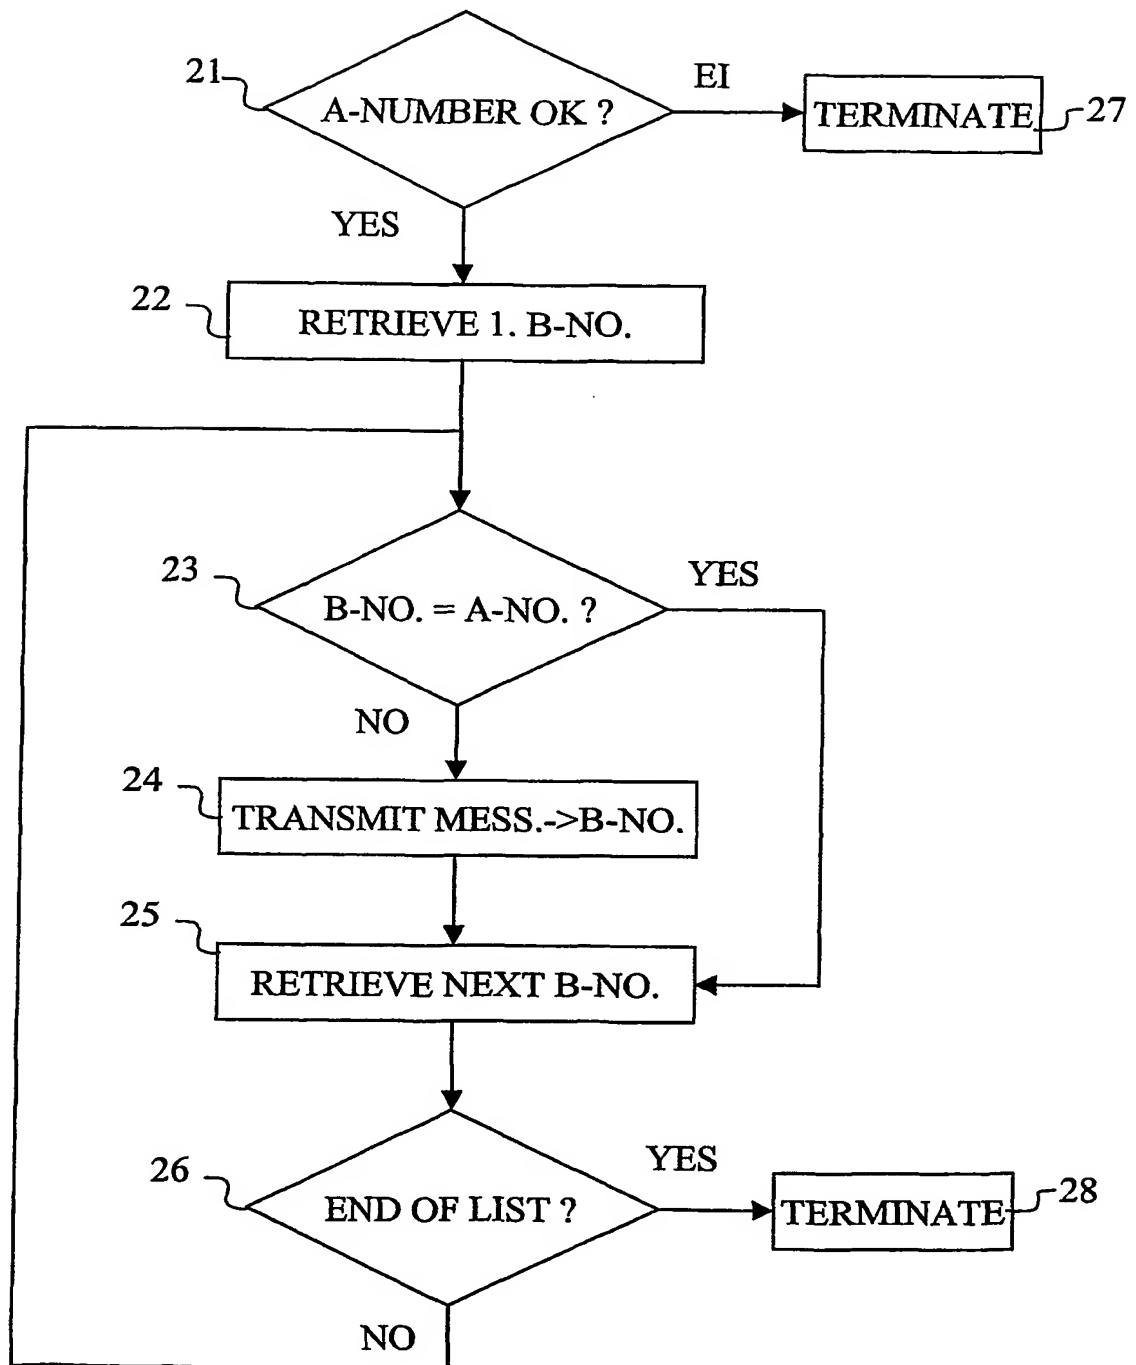 21
A-NUMBER OK ?
EI
TERMINATE
27
YES
22
RETRIEVE 1. B-NO.
23
B-NO. = A-NO. ?
YES
NO
24
TRANSMIT MESS.->B-NO.
25
RETRIEVE NEXT B-NO.
26
END OF LIST ?
YES
TERMINATE
28
NO